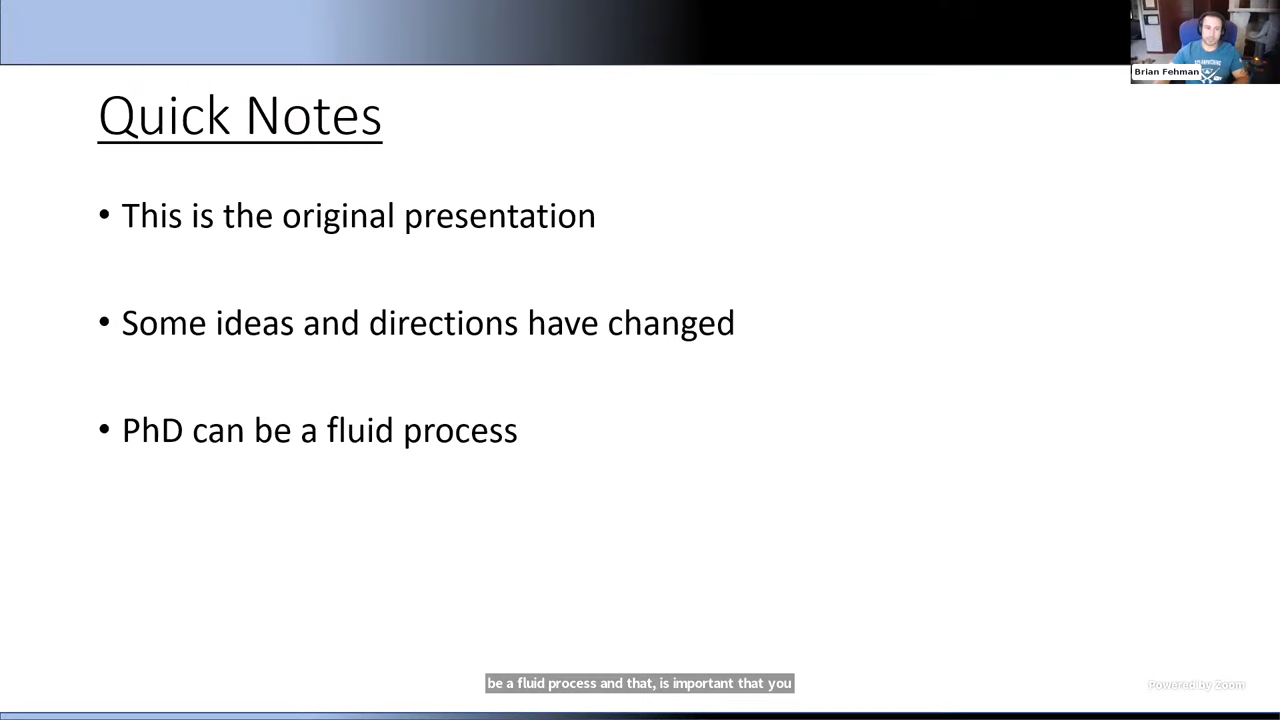 Brian Fehman
Quick Notes
• This is the original presentation
• Some ideas and directions have changed
• PhD can be a fluid process
be a fluid process and that, is important that you
Powered by Zoom